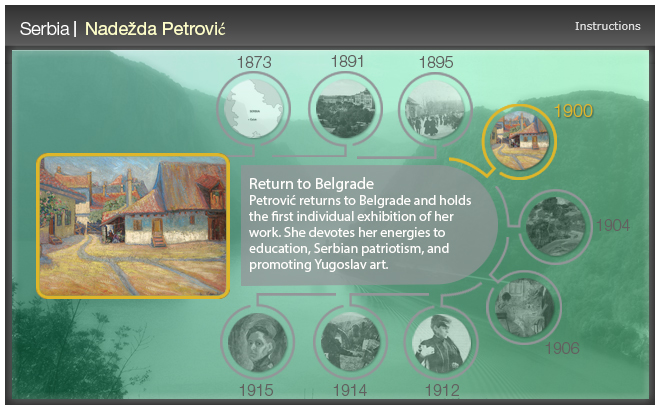 Serbia | Nadežda Petrović
Instructions
1873
1891
1895
1900
Return to Belgrade
Petrović returns to Belgrade and holds
the first individual exhibition of her
work. She devotes her energies to
education, Serbian patriotism, and
promoting Yugoslav art.
1904
1906
1915
1914
1912